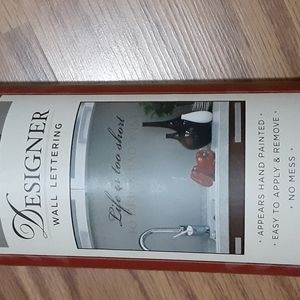 DESIGNER
WALL LETTERING
Life is too short
• APPEARS HAND PAINTED •
• EASY TO APPLY & REMOVE •
• NO MESS •